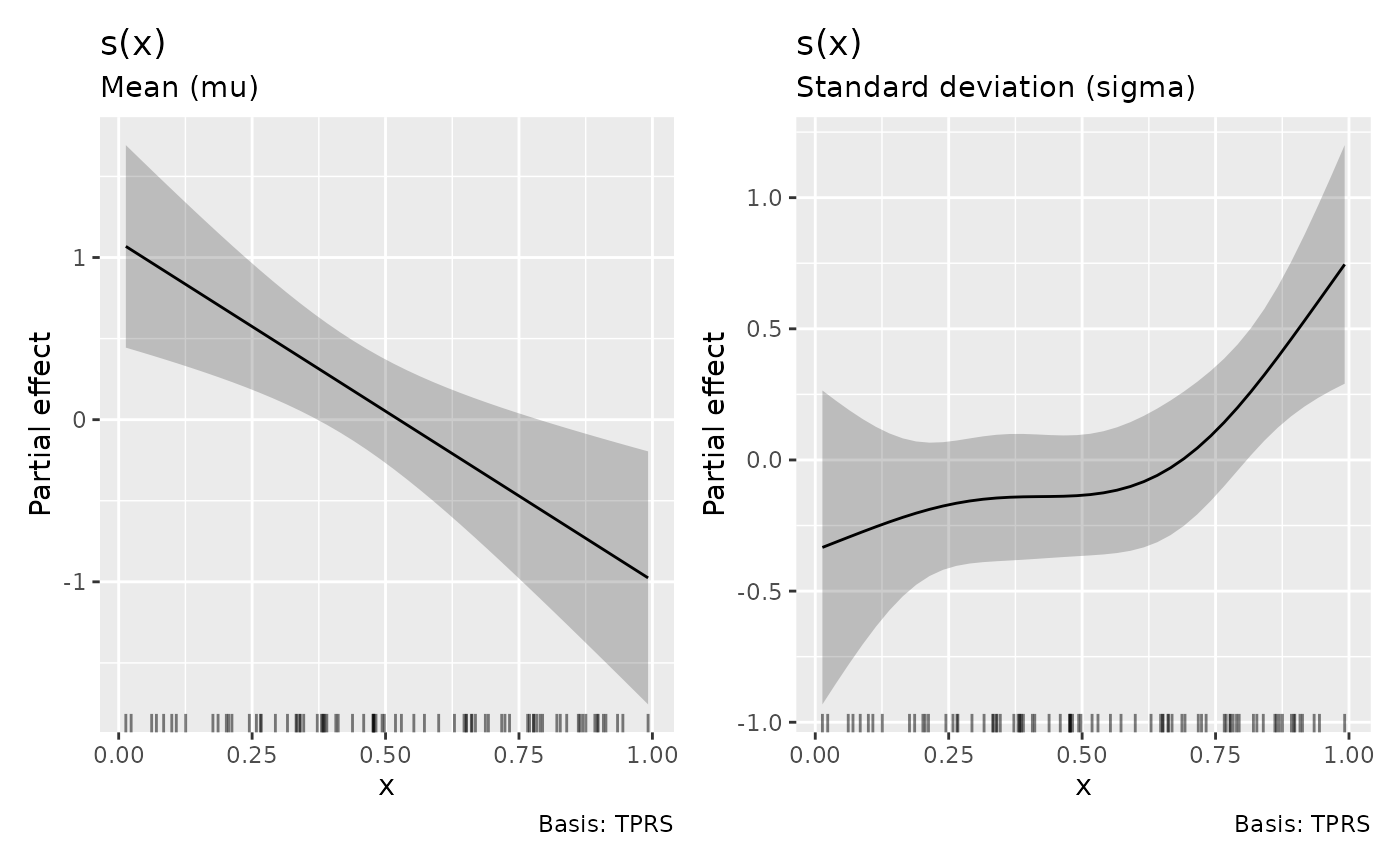 s(x)
Mean (mu)
Partial effect
1
0
-1
0.00 0.25 0.50 0.75 1.00
x
Basis: TPRS
s(x)
Standard deviation (sigma)
Partial effect
1.0
0.5
0.0
-0.5
-1.0
0.00 0.25 0.50 0.75 1.00
x
Basis: TPRS